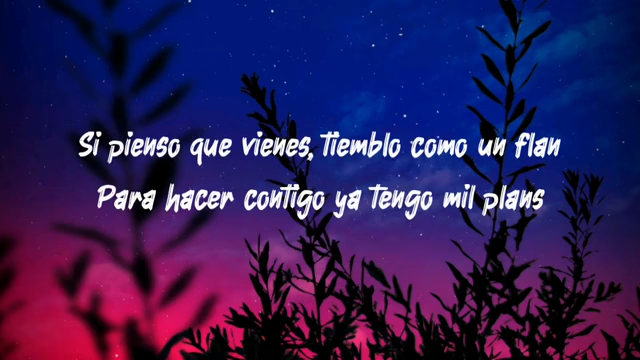 Si pienso que vienes, tiemblo como un flan
Para hacer contigo ya tengo mil plans